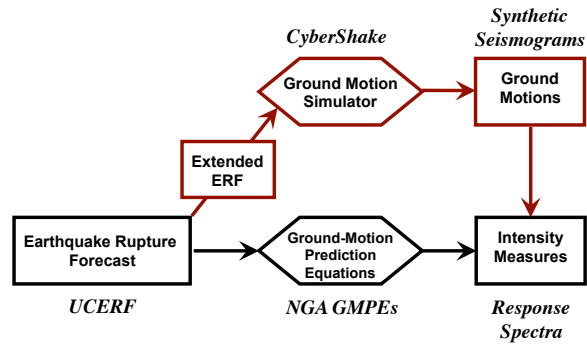 CyberShake
Synthetic
Seismograms
Ground Motion
Simulator
Ground
Motions
Extended
ERF
Earthquake Rupture
Forecast
Ground-Motion
Prediction
Equations
Intensity
Measures
UCERF
NGA GMPEs
Response
Spectra